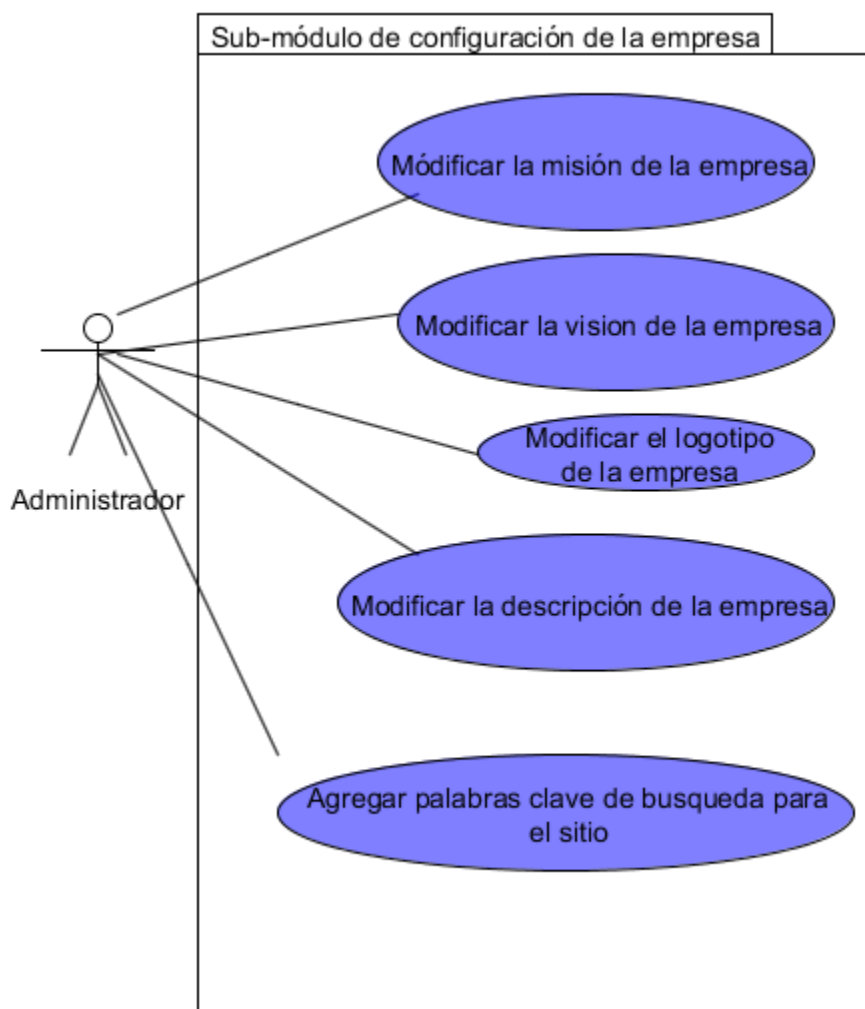 Sub-módulo de configuración de la empresa
Módificar la misión de la empresa
Modificar la vision de la empresa
Modificar el logotipo
de la empresa
Administrador
Modificar la descripción de la empresa
Agregar palabras clave de busqueda para
el sitio